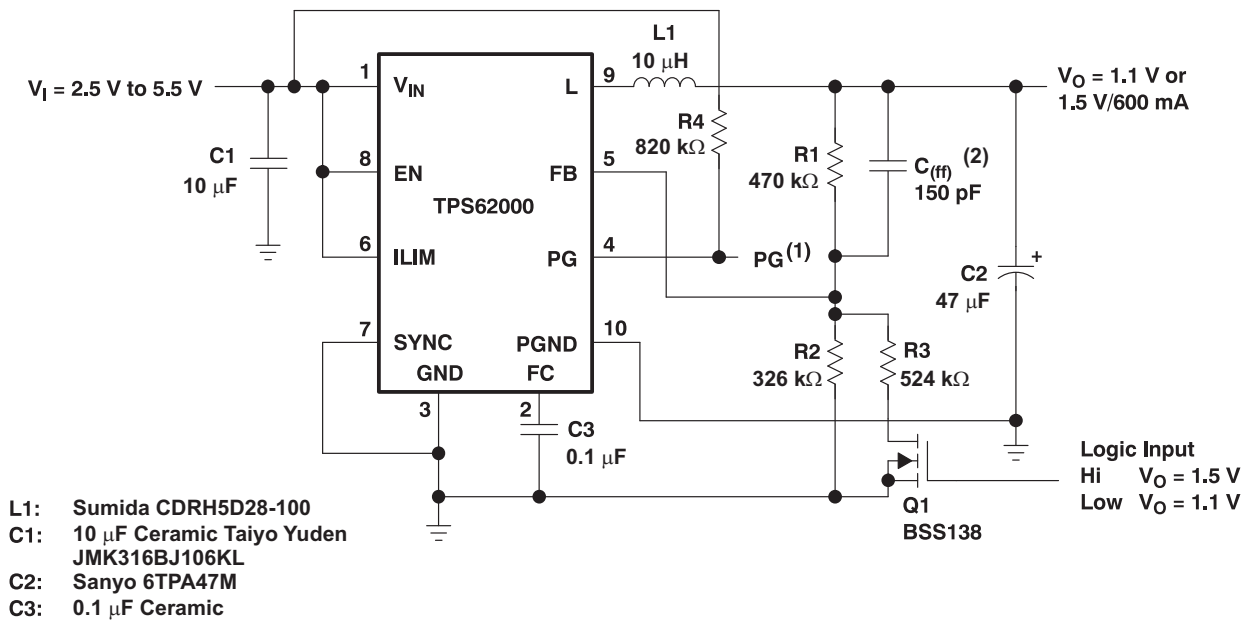 L1
10 μH
V_I = 2.5 V to 5.5 V
1
V_IN
L
9
V_O = 1.1 V or
1.5 V/600 mA
R4
820 kΩ
C1
10 μF
8
EN
FB
5
R1
470 kΩ
C_(ff) (2)
150 pF
TPS62000
6
ILIM
PG
4
PG(1)
C2
47 μF
+
7
SYNC
PGND
10
R2
326 kΩ
R3
524 kΩ
GND
FC
3
2
C3
0.1 μF
Logic Input
Hi V_O = 1.5 V
Low V_O = 1.1 V
Q1
BSS138
L1: Sumida CDRH5D28-100
C1: 10 μF Ceramic Taiyo Yuden
JMK316BJ106KL
C2: Sanyo 6TPA47M
C3: 0.1 μF Ceramic